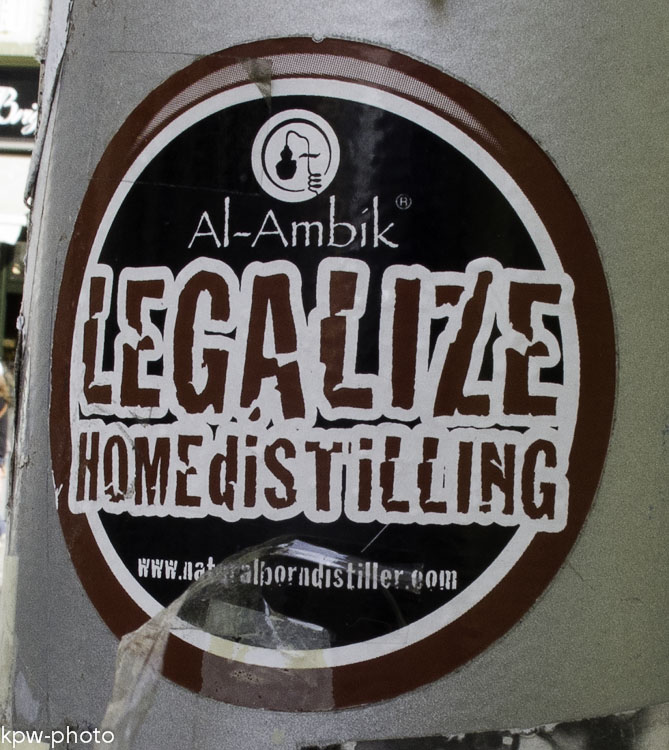 Al-Ambik®
LEGALIZE
HOMEdiSTiLLING
www.naturalborndistiller.com
kpw-photo